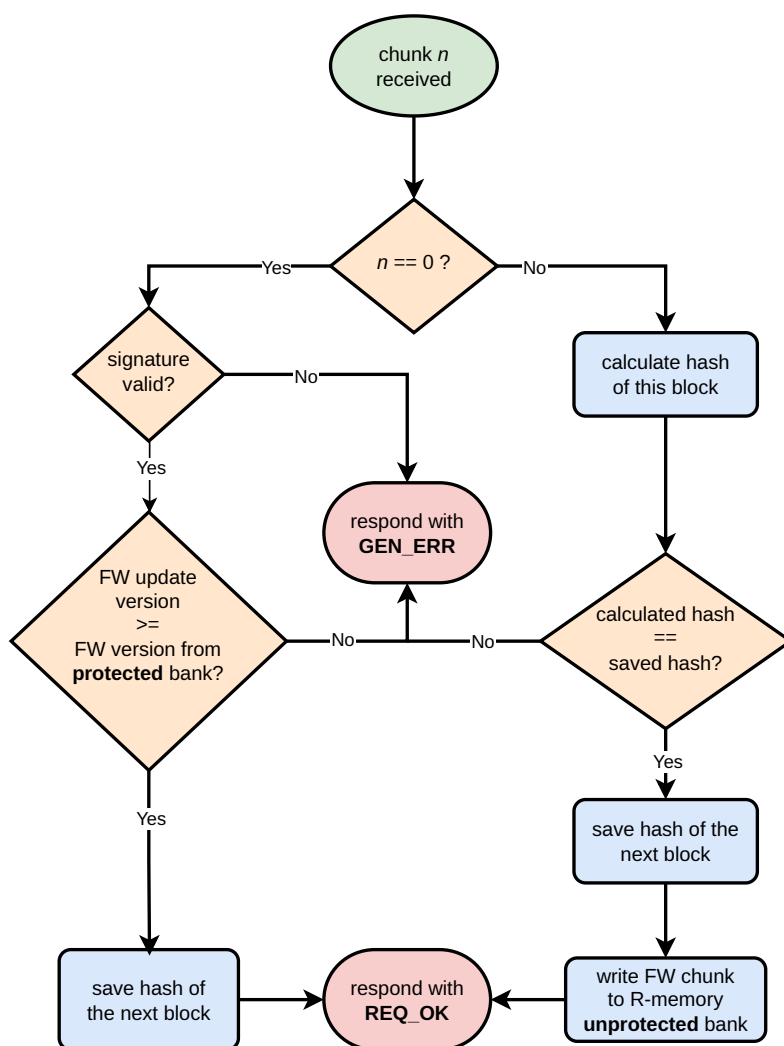 chunk n
received
n == 0 ?
Yes
No
signature
valid?
No
calculate hash
of this block
Yes
respond with
GEN_ERR
FW update
version
>=
FW version from
protected bank?
No
No
calculated hash
==
saved hash?
Yes
Yes
save hash of the
next block
save hash of
the next block
respond with
REQ_OK
write FW chunk
to R-memory
unprotected bank